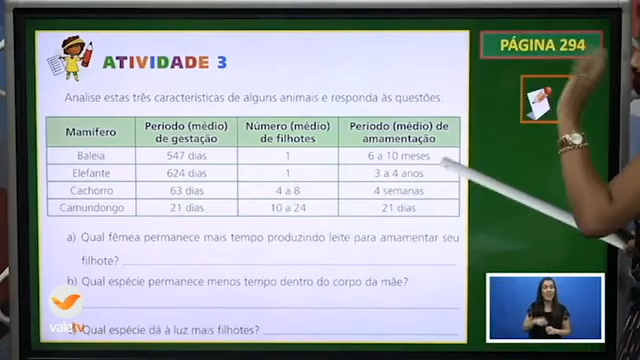 ATIVIDADE 3
PÁGINA 294
Analise estas três características de alguns animais e responda às questões:
Mamífero Período (médio) de gestação Número (médio) de filhotes Período (médio) de amamentação
Baleia 547 dias 1 6 a 10 meses
Elefante 624 dias 1 3 a 4 anos
Cachorro 63 dias 4 a 8 4 semanas
Camundongo 21 dias 10 a 24 21 dias
a) Qual fêmea permanece mais tempo produzindo leite para amamentar seu
filhote?
b) Qual espécie permanece menos tempo dentro do corpo da mãe?
c) Qual espécie dá à luz mais filhotes?
valetv